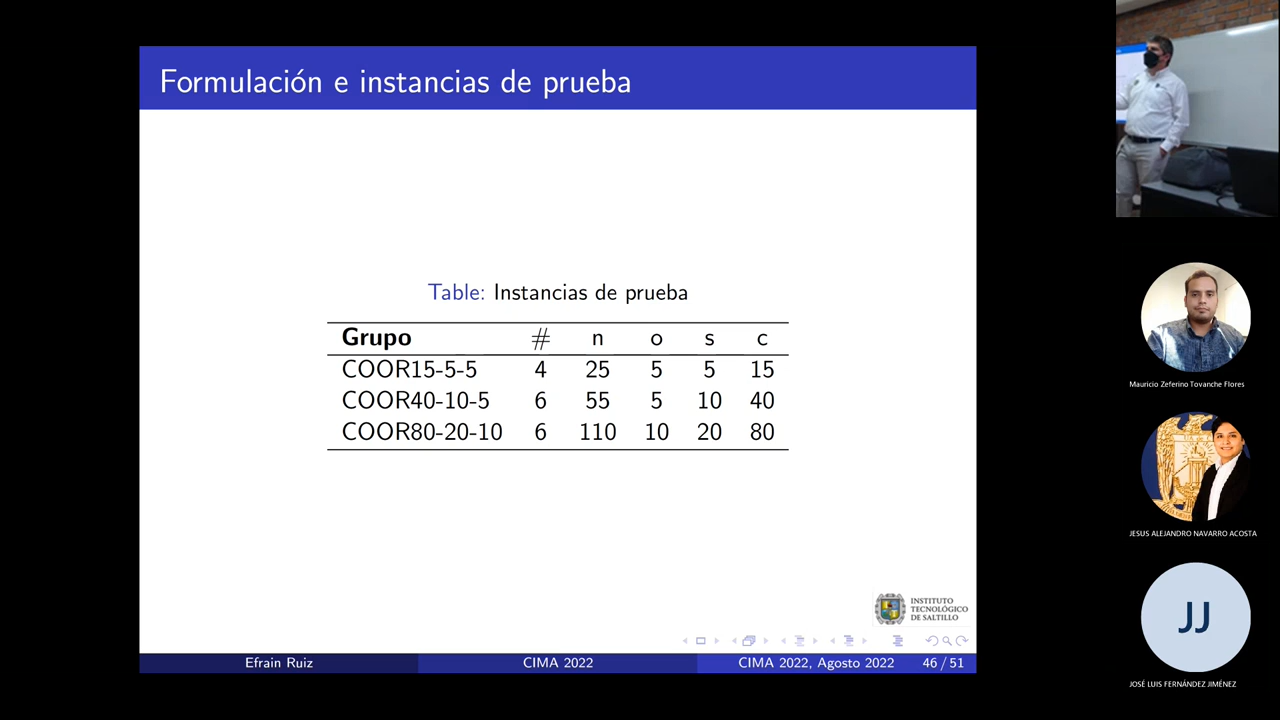 Formulación e instancias de prueba
Table: Instancias de prueba
Grupo # n o s c
COOR15-5-5 4 25 5 5 15
COOR40-10-5 6 55 5 10 40
COOR80-20-10 6 110 10 20 80
INSTITUTO
TECNOLÓGICO
DE SALTILLO
Efrain Ruiz CIMA 2022 CIMA 2022, Agosto 2022 46 / 51
Mauricio Zeferino Tovanche Flores
JESUS ALEJANDRO NAVARRO ACOSTA
JJ
JOSÉ LUIS FERNÁNDEZ JIMÉNEZ